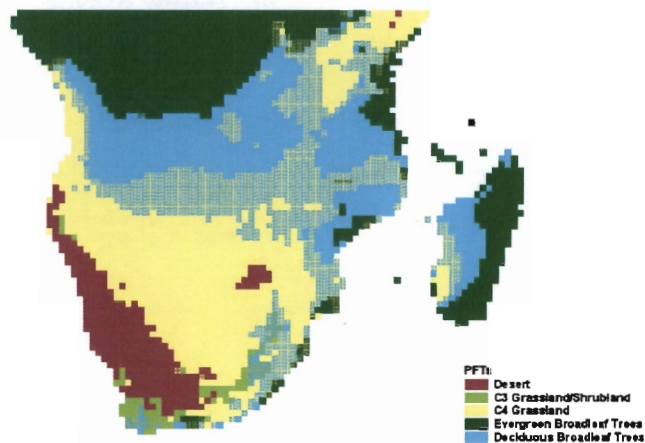 PFTs:
Desert
C3 Grassland/Shrubland
C4 Grassland
Evergreen Broadleaf Trees
Deciduous Broadleaf Trees